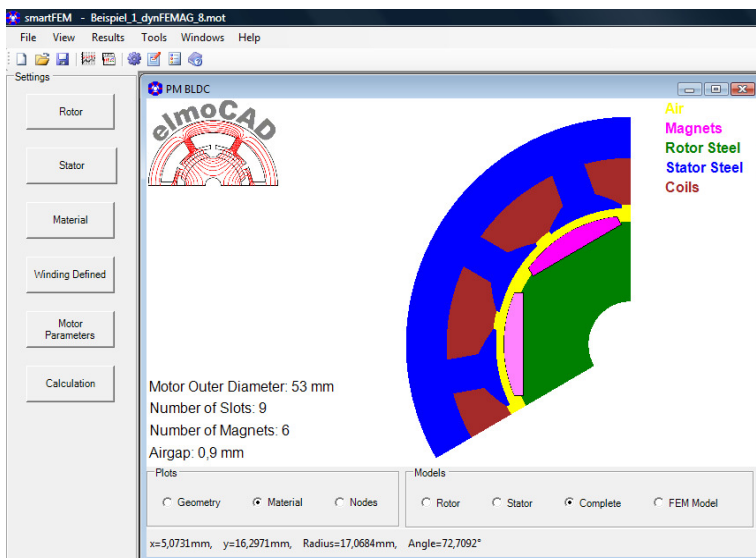 smartFEM - Beispiel_1_dynFEMAG_8.mot
File View Results Tools Windows Help
Settings
Rotor
Stator
Material
Winding Defined
Motor
Parameters
Calculation
PM BLDC
elmoCAD
Air
Magnets
Rotor Steel
Stator Steel
Coils
Motor Outer Diameter: 53 mm
Number of Slots: 9
Number of Magnets: 6
Airgap: 0,9 mm
Plots
Geometry Material Nodes
Models
Rotor Stator Complete FEM Model
x=5,0731mm, y=16,2971mm, Radius=17,0684mm, Angle=72,7092°